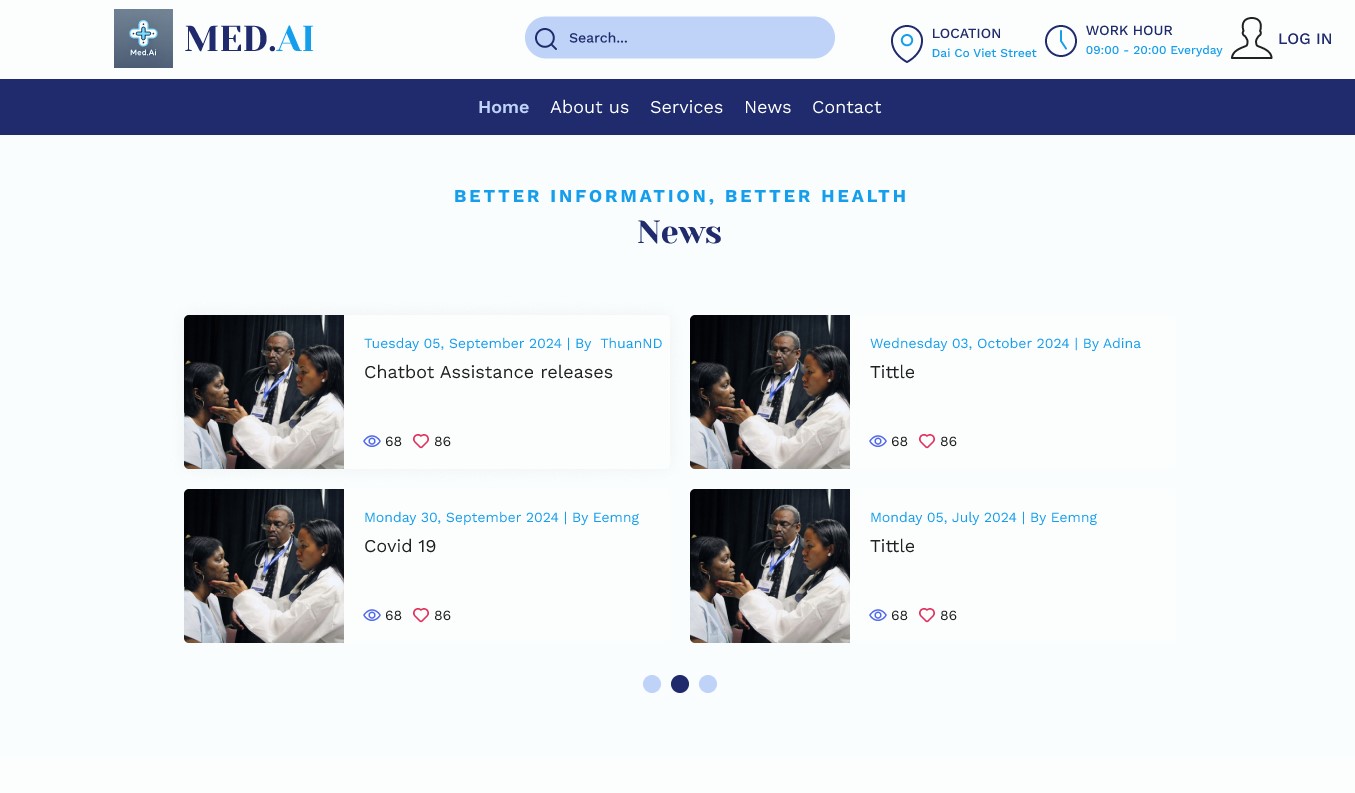 Med.Ai
MED.AI
Search...
LOCATION
Dai Co Viet Street
WORK HOUR
09:00 - 20:00 Everyday
LOG IN
Home About us Services News Contact
BETTER INFORMATION, BETTER HEALTH
News
Tuesday 05, September 2024 | By ThuanND
Chatbot Assistance releases
68 86
Wednesday 03, October 2024 | By Adina
Tittle
68 86
Monday 30, September 2024 | By Eemng
Covid 19
68 86
Monday 05, July 2024 | By Eemng
Tittle
68 86